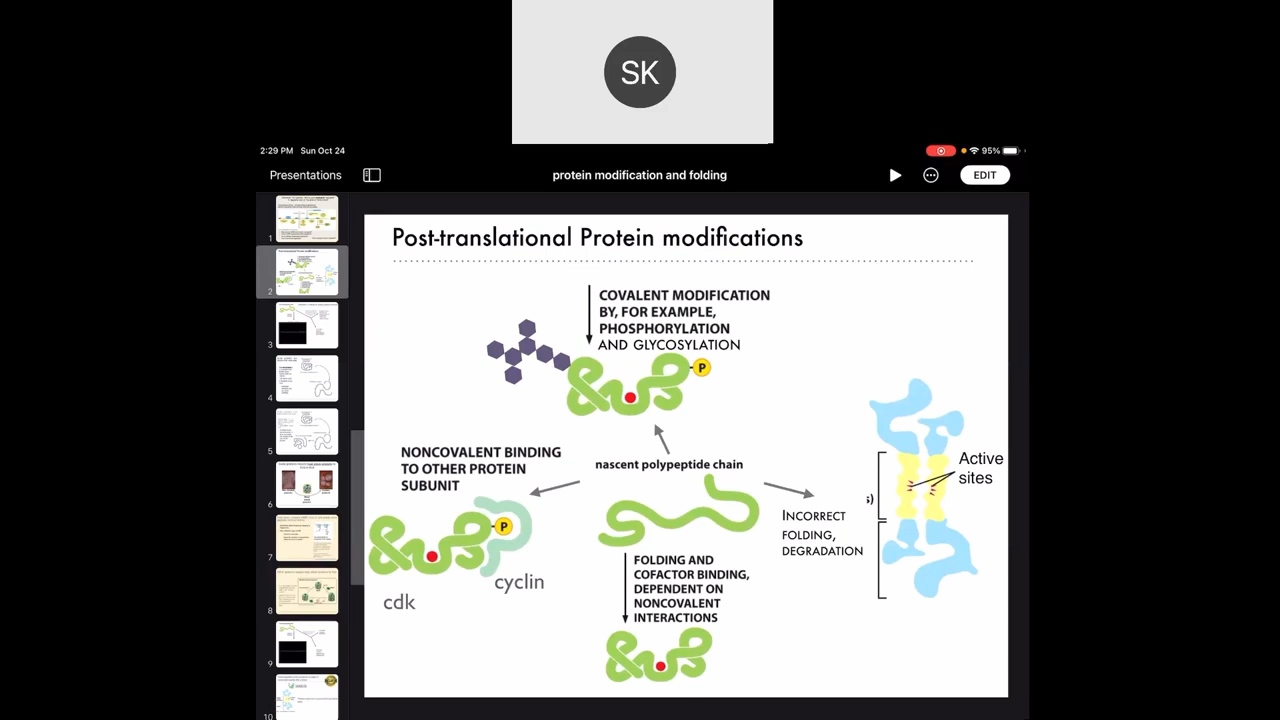 SK
2:29 PM Sun Oct 24
95%
Presentations
protein modification and folding
EDIT
1
2
3
4
5
6
7
8
9
10
Post-translational Protein modifications
COVALENT MODIFICATION
BY, FOR EXAMPLE,
PHOSPHORYLATION
AND GLYCOSYLATION
P
NONCOVALENT BINDING
TO OTHER PROTEIN
SUBUNIT
nascent polypeptide chain
Active
sites
s)
INCORRECT
FOLDING,
DEGRADATION
P
cyclin
cdk
FOLDING AND
COFACTOR BINDING,
DEPENDENT ON
NONCOVALENT
INTERACTIONS